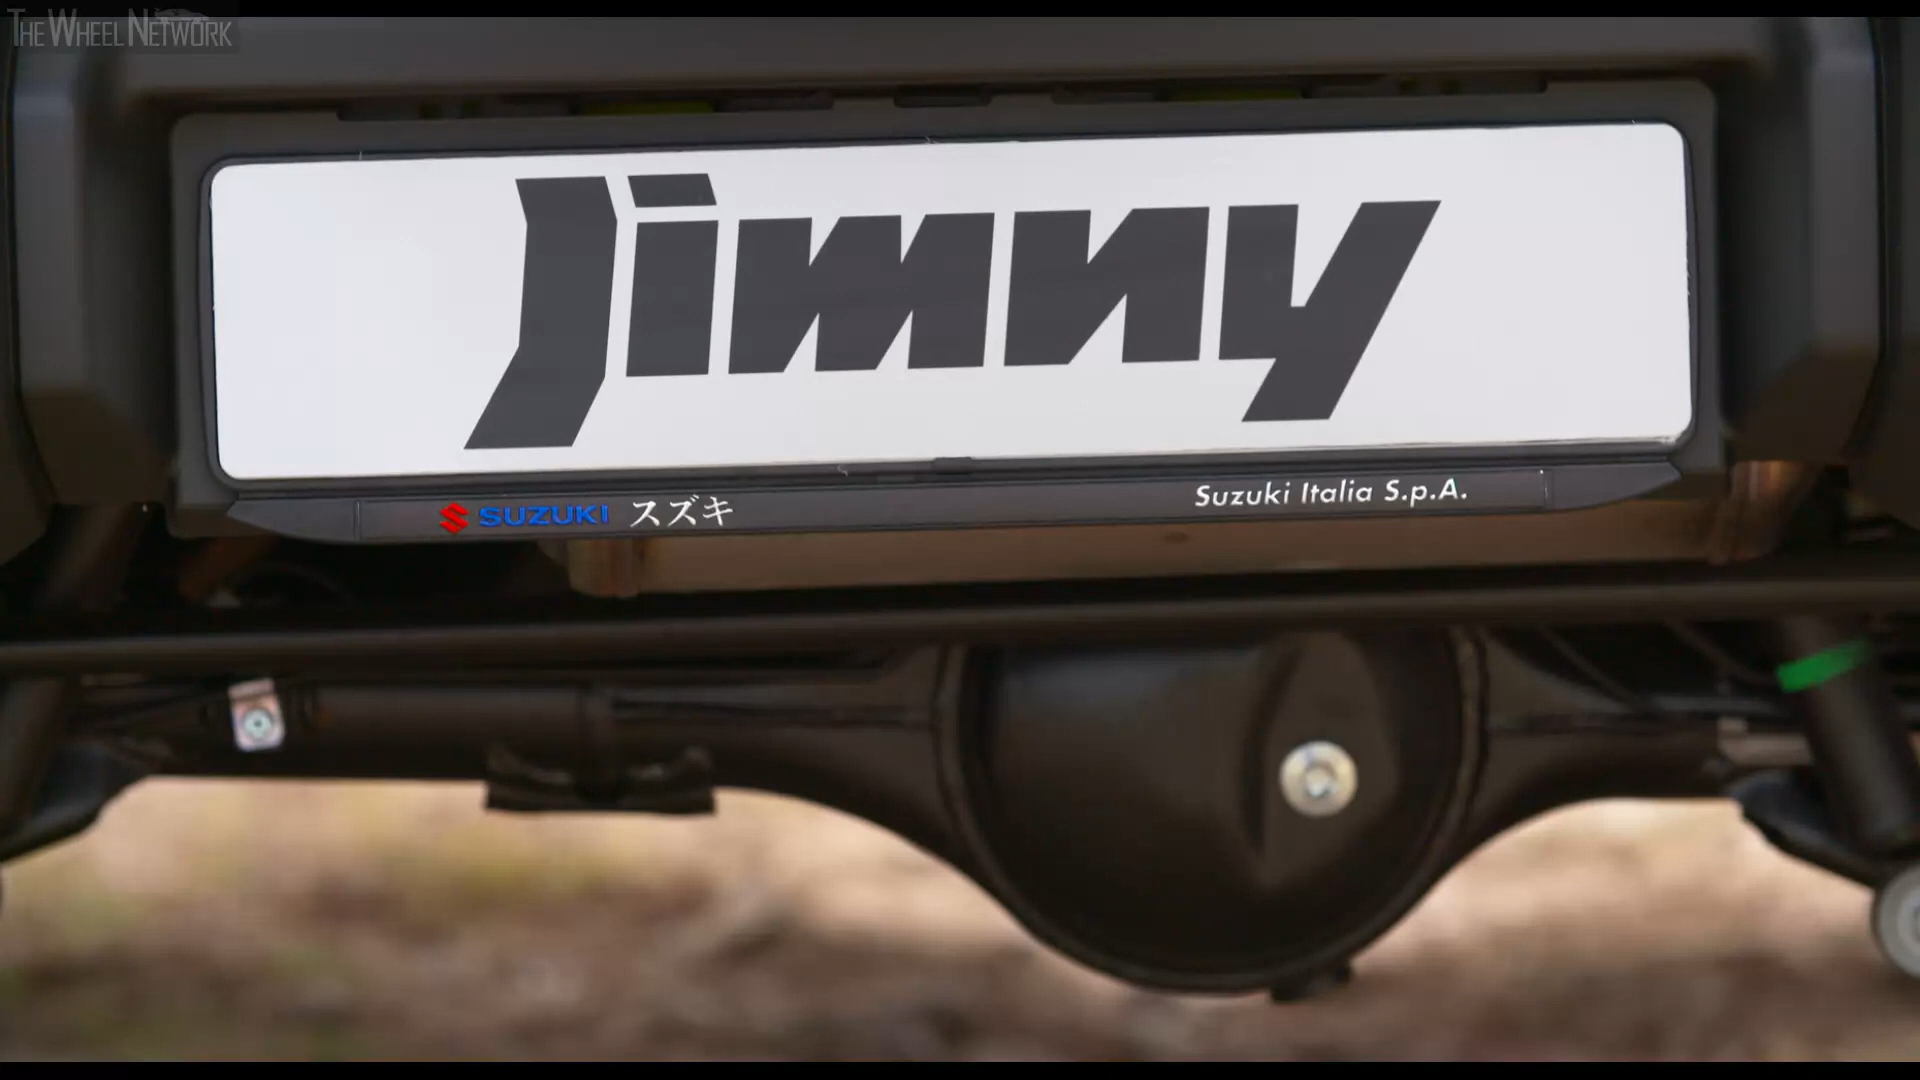 THE WHEEL NETWORK
Jimny
SUZUKI スズキ
Suzuki Italia S.p.A.